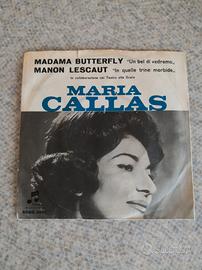 MADAMA BUTTERFLY "Un bel dì vedremo„
MANON LESCAUT "In quelle trine morbide„
in collaborazione col Teatro alla Scala
MARIA
CALLAS